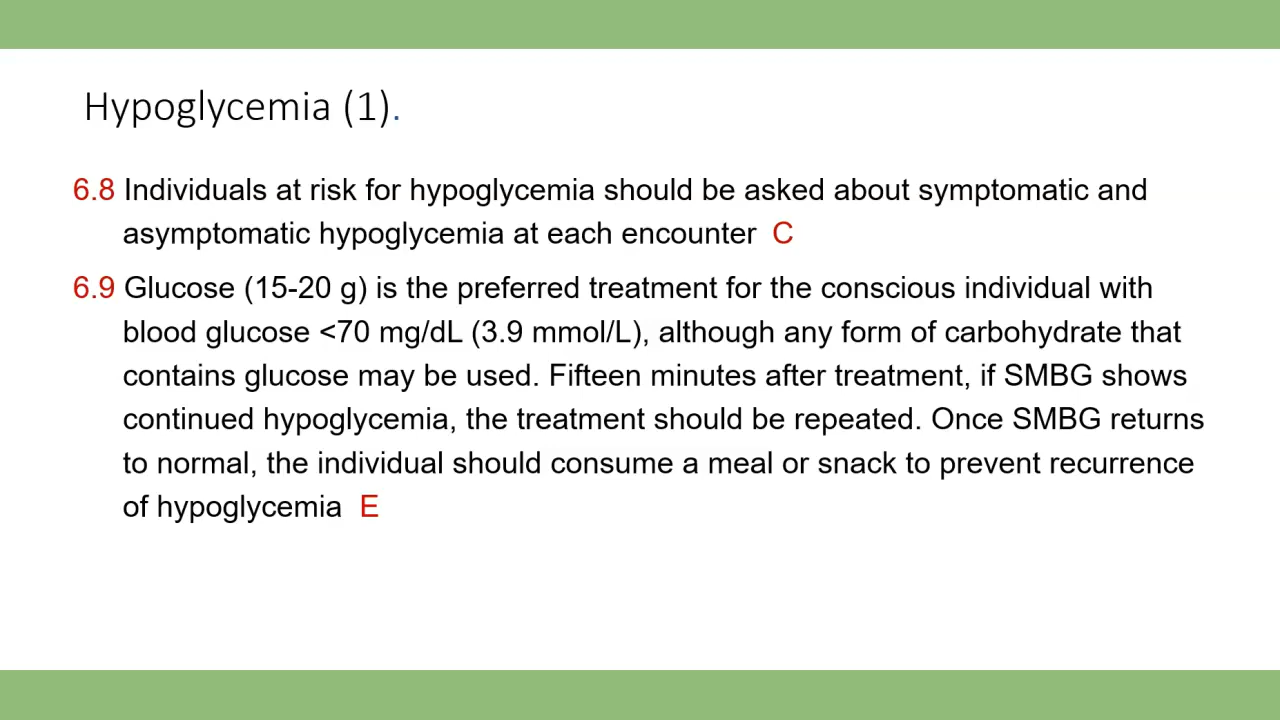 Hypoglycemia (1).
6.8 Individuals at risk for hypoglycemia should be asked about symptomatic and
asymptomatic hypoglycemia at each encounter C
6.9 Glucose (15-20 g) is the preferred treatment for the conscious individual with
blood glucose <70 mg/dL (3.9 mmol/L), although any form of carbohydrate that
contains glucose may be used. Fifteen minutes after treatment, if SMBG shows
continued hypoglycemia, the treatment should be repeated. Once SMBG returns
to normal, the individual should consume a meal or snack to prevent recurrence
of hypoglycemia E